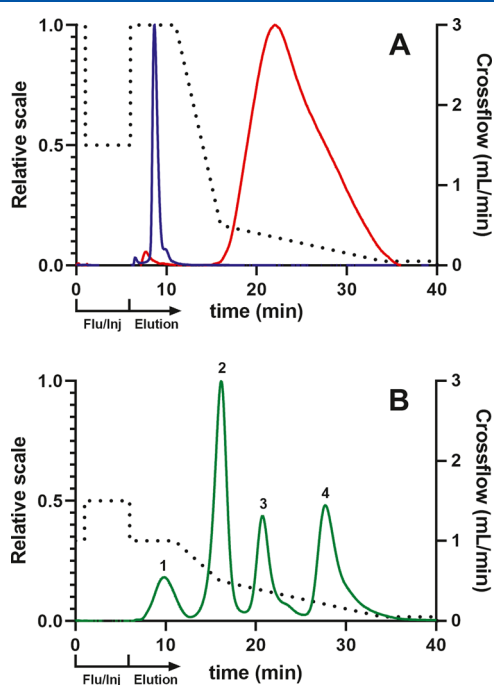 A
1.0
0.5
0.0
Relative scale
3
2
1
0
Crossflow (mL/min)
0 10 20 30 40
time (min)
Flu/Inj Elution
B
1.0
0.5
0.0
Relative scale
1
2
3
4
3
2
1
0
Crossflow (mL/min)
0 10 20 30 40
time (min)
Flu/Inj Elution